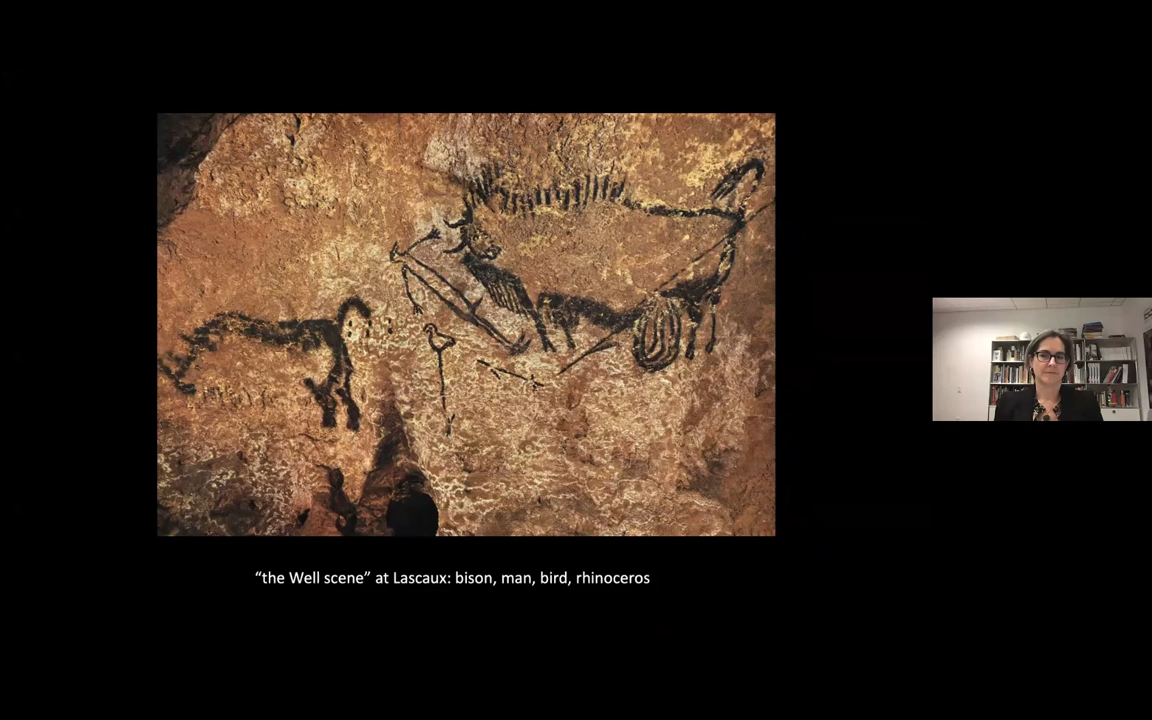 “the Well scene” at Lascaux: bison, man, bird, rhinoceros